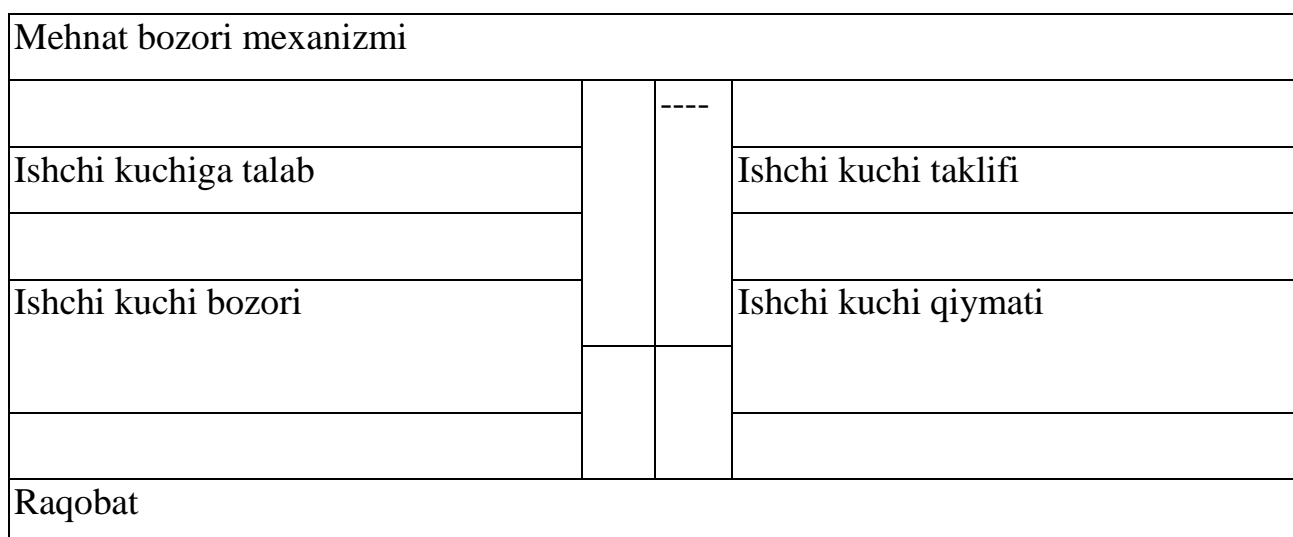 Mehnat bozori mexanizmi
----
Ishchi kuchiga talab
Ishchi kuchi taklifi
Ishchi kuchi bozori
Ishchi kuchi qiymati
Raqobat